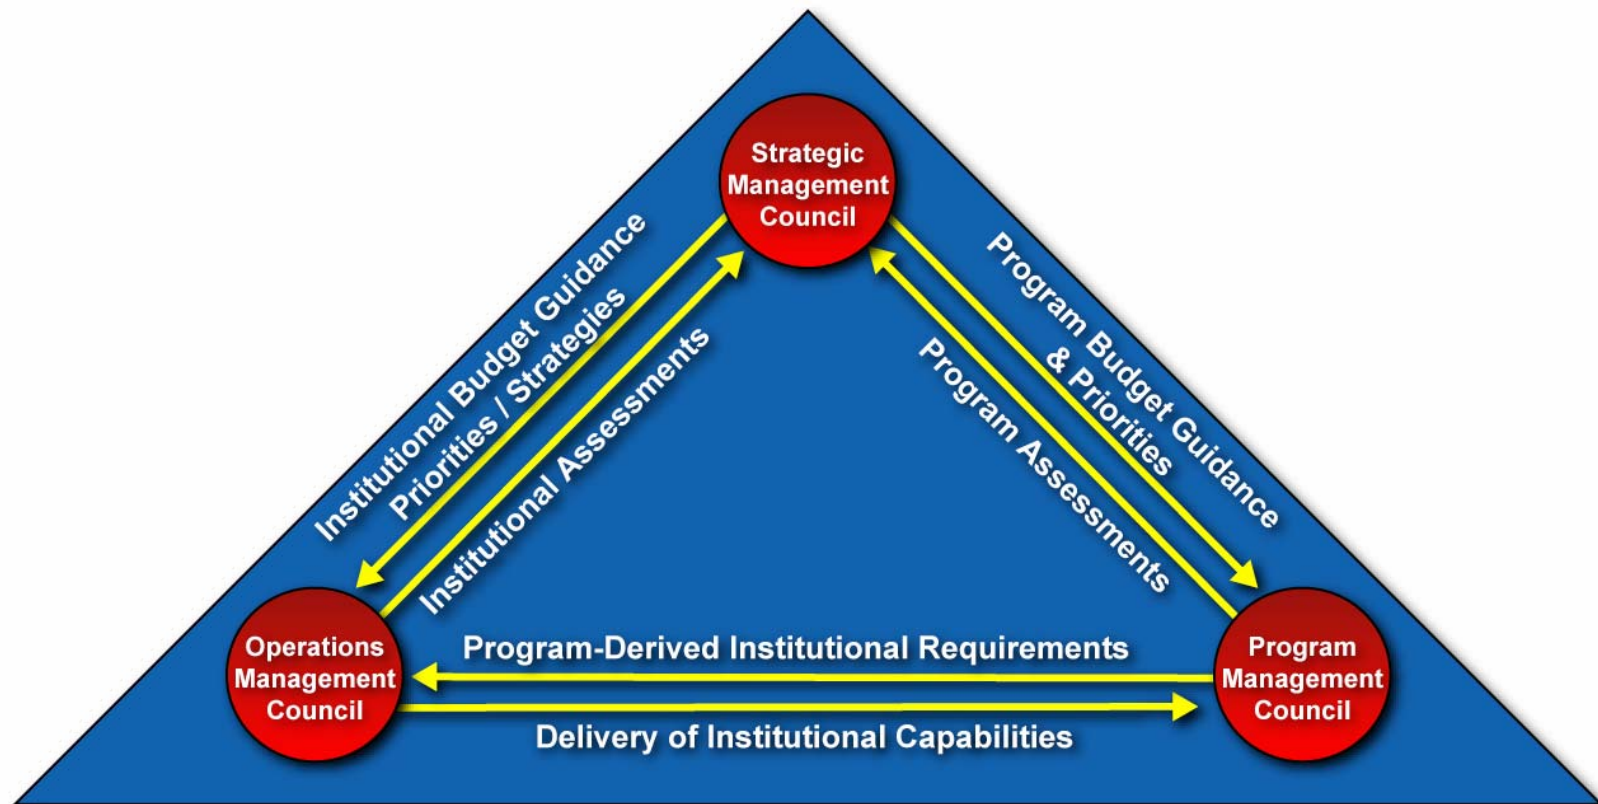 Strategic
Management
Council
Institutional Budget Guidance
Priorities / Strategies
Institutional Assessments
Program Budget Guidance
& Priorities
Program Assessments
Operations
Management
Council
Program-Derived Institutional Requirements
Delivery of Institutional Capabilities
Program
Management
Council